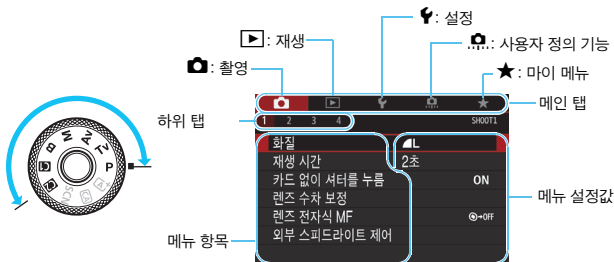 : 설정
: 재생
: 사용자 정의 기능
: 촬영
: 마이 메뉴
메인 탭
하위 탭
1 2 3 4 SHOOT1
화질 L
재생 시간 2초
카드 없이 셔터를 누름 ON
렌즈 수차 보정
렌즈 전자식 MF →OFF
외부 스피드라이트 제어
메뉴 설정값
메뉴 항목
B M Av Tv P
SCN A+